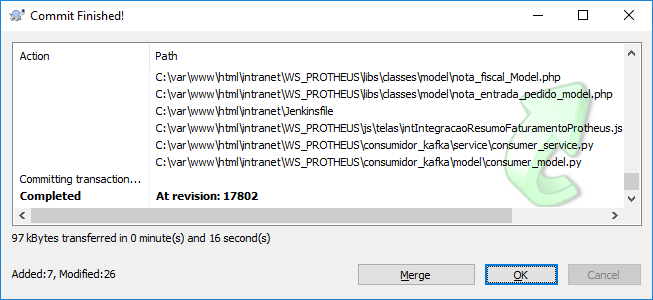 Commit Finished!
Action Path
C:\var\www\html\intranet\WS_PROTHEUS\libs\classes\model\nota_fiscal_Model.php
C:\var\www\html\intranet\WS_PROTHEUS\libs\classes\model\nota_entrada_pedido_model.php
C:\var\www\html\intranet\Jenkinsfile
C:\var\www\html\intranet\WS_PROTHEUS\js\telas\intIntegracaoResumoFaturamentoProtheus.js
C:\var\www\html\intranet\WS_PROTHEUS\consumidor_kafka\service\consumer_service.py
C:\var\www\html\intranet\WS_PROTHEUS\consumidor_kafka\model\consumer_model.py
Committing transaction...
Completed At revision: 17802
97 kBytes transferred in 0 minute(s) and 16 second(s)
Added:7, Modified:26
Merge OK Cancel